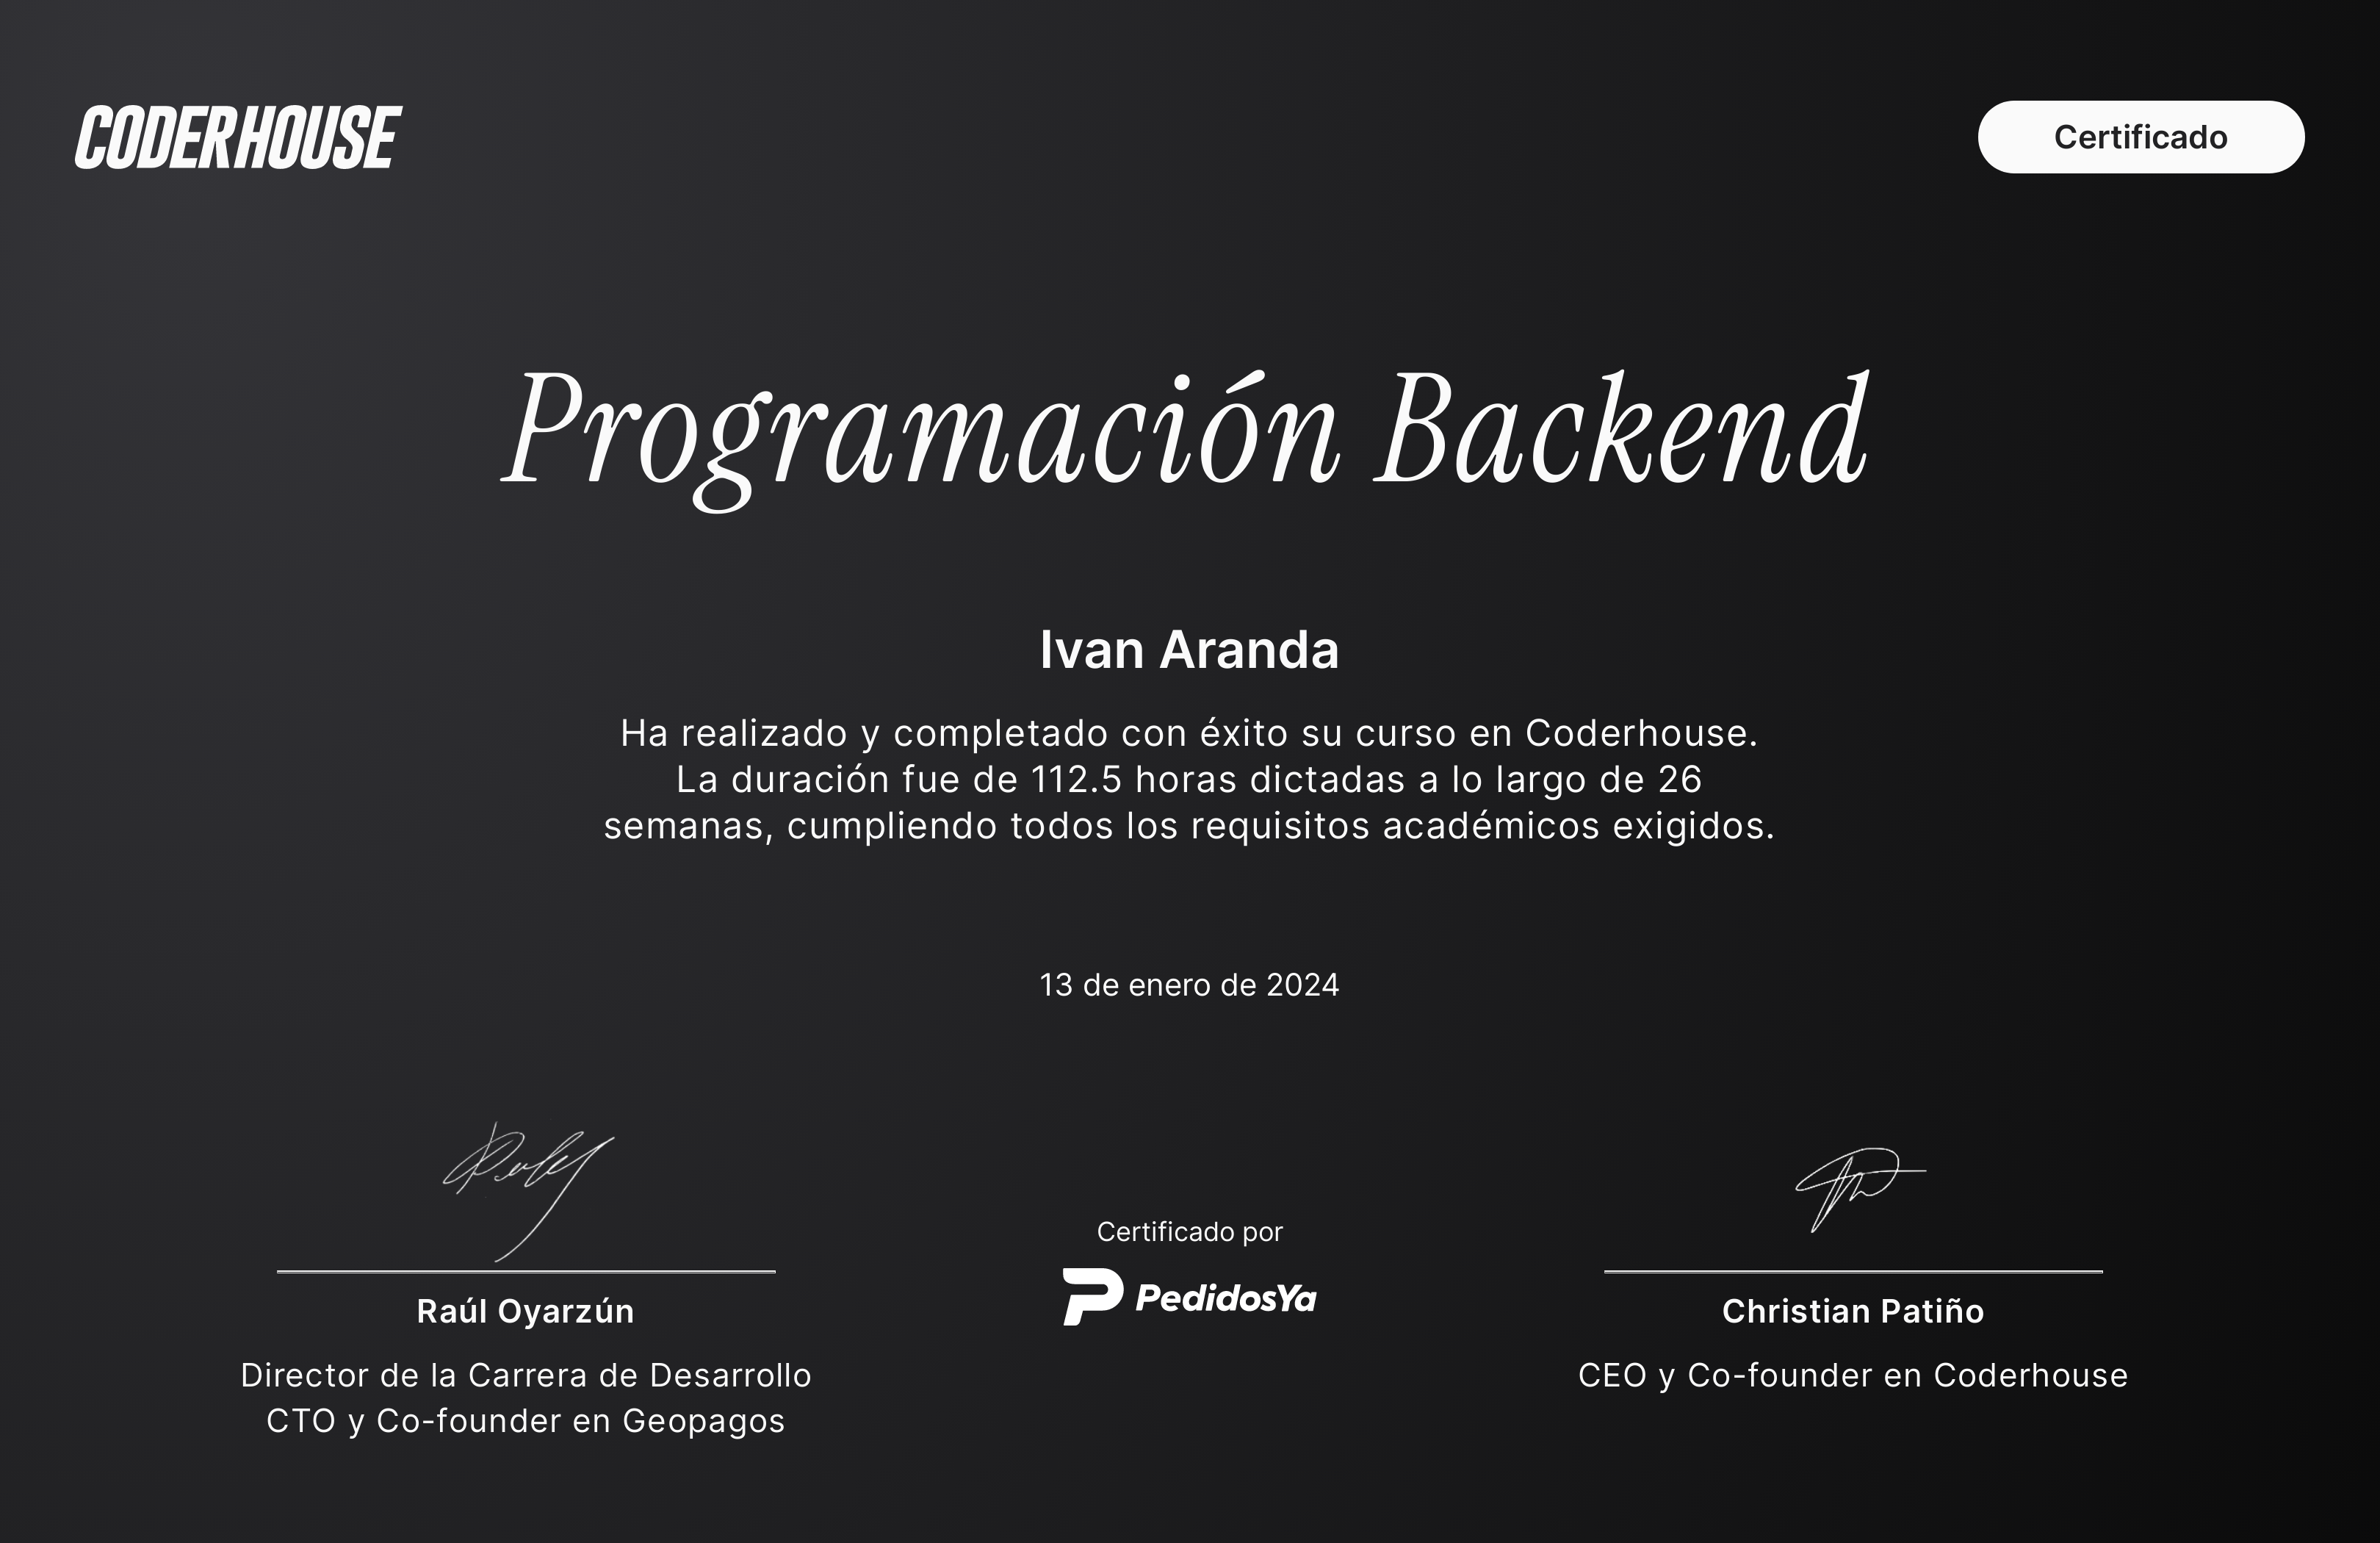 CODERHOUSE
Certificado
Programación Backend
Ivan Aranda
Ha realizado y completado con éxito su curso en Coderhouse.
La duración fue de 112.5 horas dictadas a lo largo de 26
semanas, cumpliendo todos los requisitos académicos exigidos.
13 de enero de 2024
Certificado por
PedidosYa
Raúl Oyarzún
Director de la Carrera de Desarrollo
CTO y Co-founder en Geopagos
Christian Patiño
CEO y Co-founder en Coderhouse